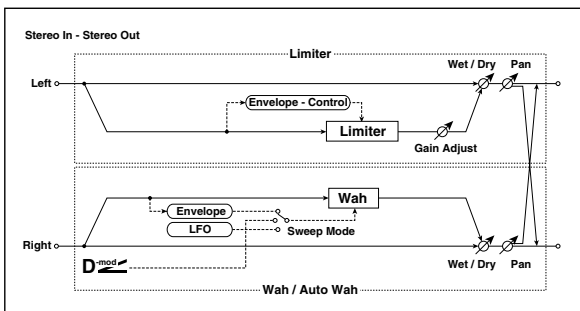 Stereo In - Stereo Out
Limiter
Wet / Dry
Pan
Left
Envelope - Control
Limiter
Gain Adjust
Wah
Envelope
LFO
Sweep Mode
Right
D-mod
Wet / Dry
Pan
Wah / Auto Wah